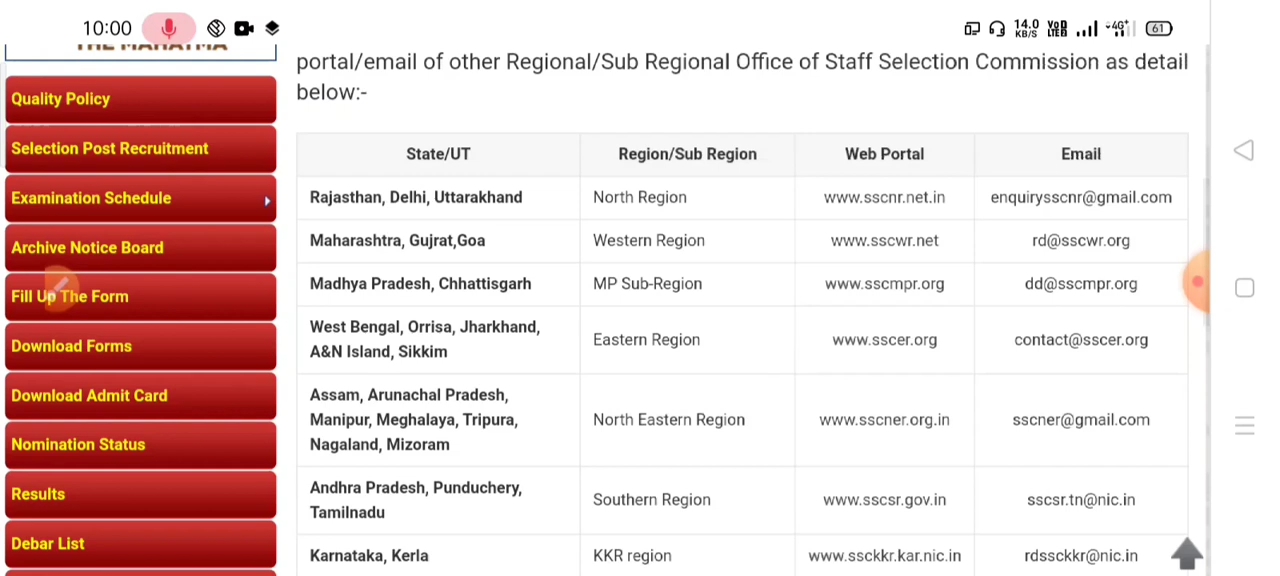 10:00
14.0
KB/S
VoD
LTE
4G+
61
portal/email of other Regional/Sub Regional Office of Staff Selection Commission as detail
below:-
Quality Policy
Selection Post Recruitment
Examination Schedule
Archive Notice Board
Fill Up The Form
Download Forms
Download Admit Card
Nomination Status
Results
Debar List
State/UT Region/Sub Region Web Portal Email
Rajasthan, Delhi, Uttarakhand North Region www.sscnr.net.in enquirysscnr@gmail.com
Maharashtra, Gujrat,Goa Western Region www.sscwr.net rd@sscwr.org
Madhya Pradesh, Chhattisgarh MP Sub-Region www.sscmpr.org dd@sscmpr.org
West Bengal, Orrisa, Jharkhand,
A&N Island, Sikkim Eastern Region www.sscer.org contact@sscer.org
Assam, Arunachal Pradesh,
Manipur, Meghalaya, Tripura, North Eastern Region www.sscner.org.in sscner@gmail.com
Nagaland, Mizoram
Andhra Pradesh, Punduchery,
Tamilnadu Southern Region www.sscsr.gov.in sscsr.tn@nic.in
Karnataka, Kerla KKR region www.ssckkr.kar.nic.in rdssckkr@nic.in